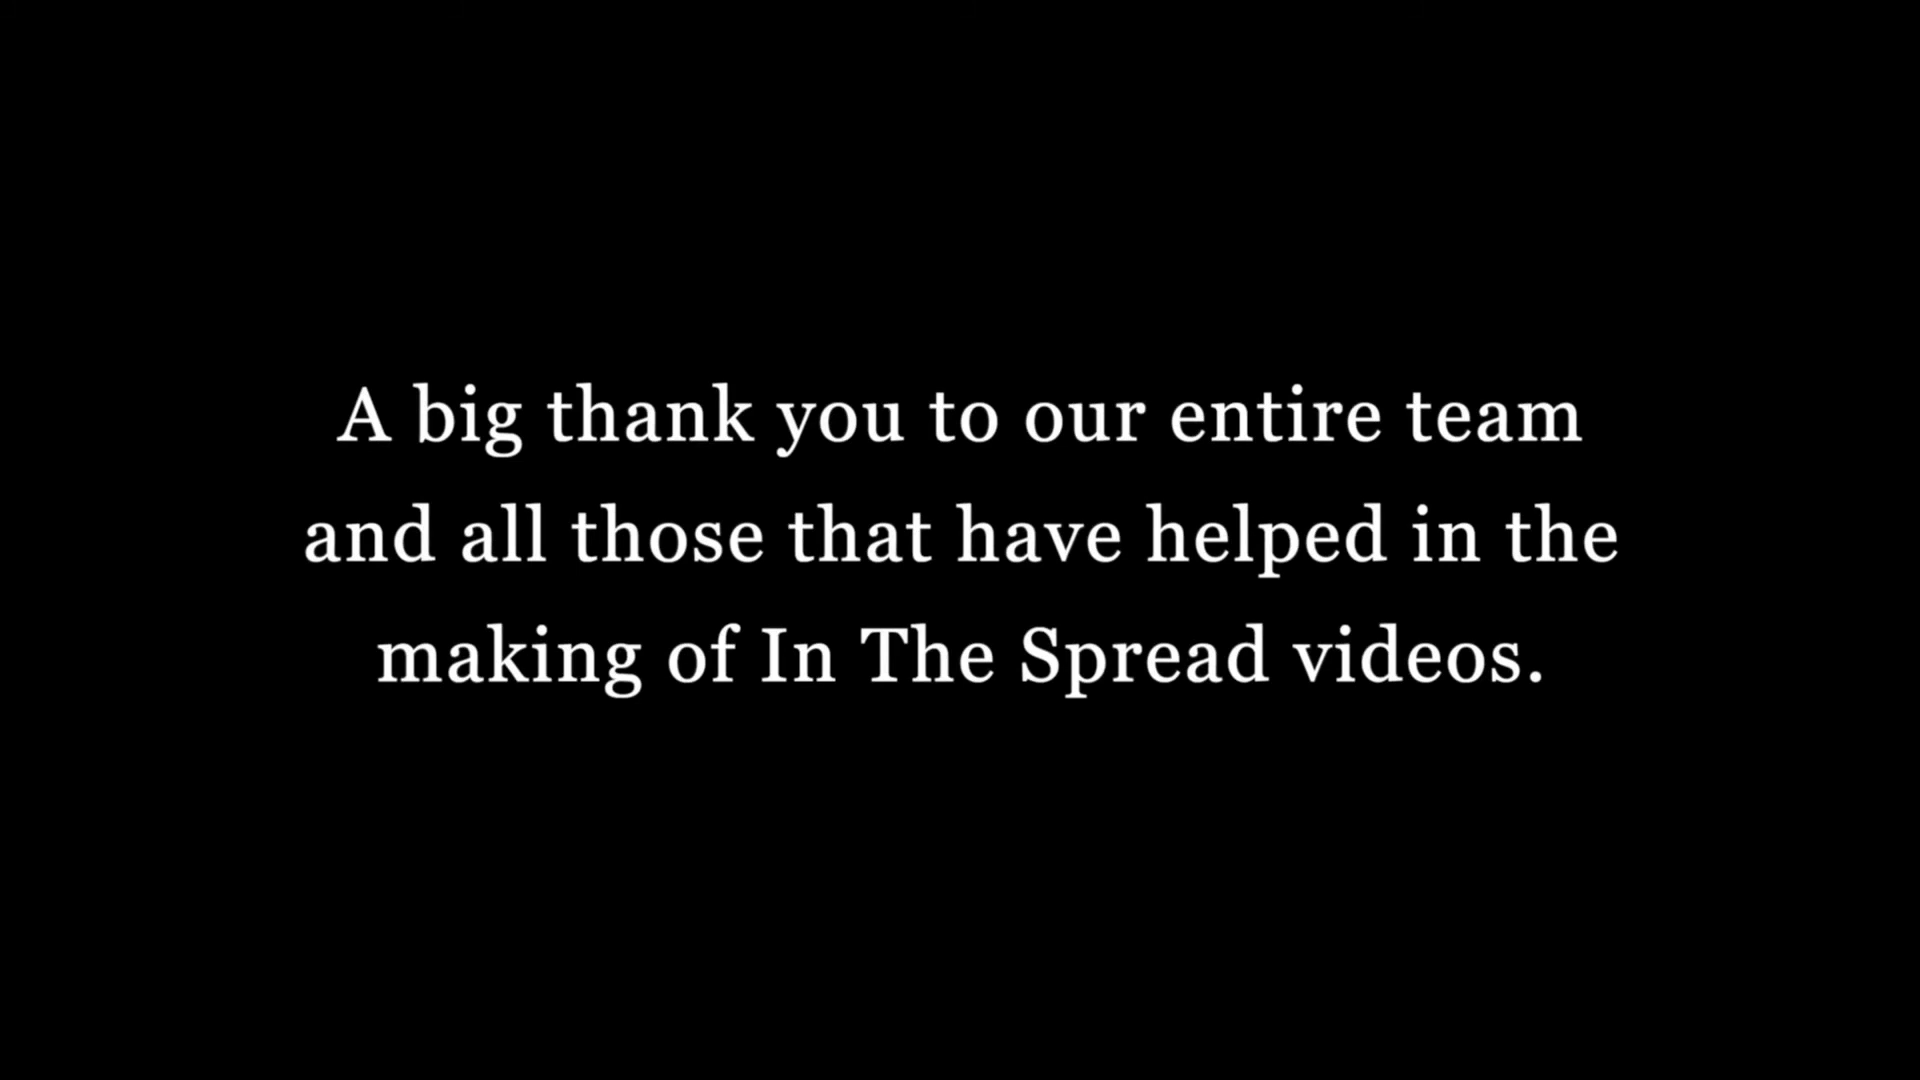 A big thank you to our entire team
and all those that have helped in the
making of In The Spread videos.